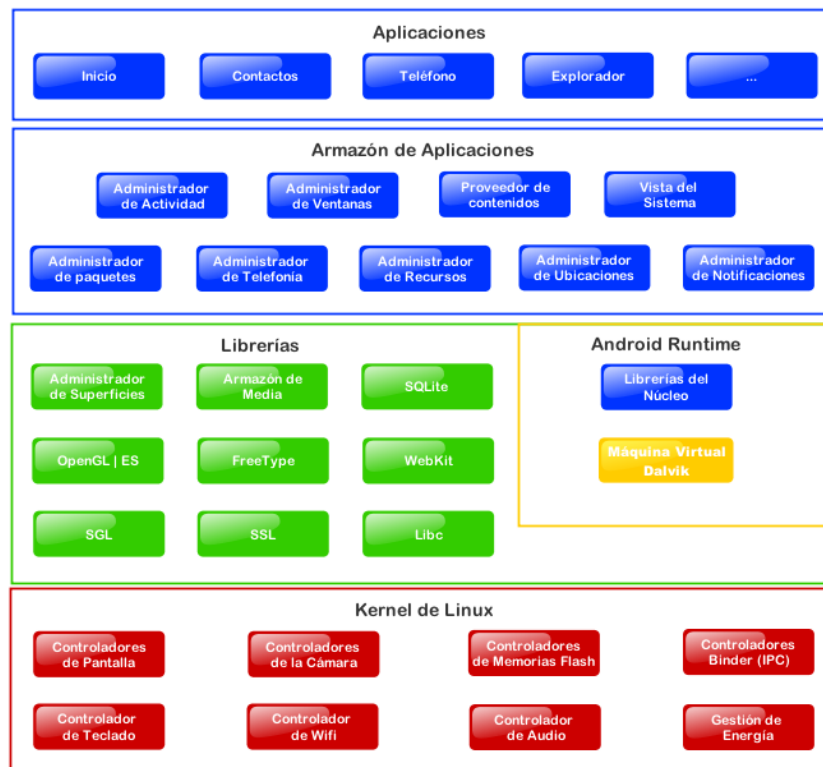 Aplicaciones
Inicio
Contactos
Teléfono
Explorador
...
Armazón de Aplicaciones
Administrador
de Actividad
Administrador
de Ventanas
Proveedor de
contenidos
Vista del
Sistema
Administrador
de paquetes
Administrador
de Telefonía
Administrador
de Recursos
Administrador
de Ubicaciones
Administrador
de Notificaciones
Librerías
Administrador
de Superficies
Armazón de
Media
SQLite
OpenGL | ES
FreeType
WebKit
SGL
SSL
Libc
Android Runtime
Librerías del
Núcleo
Máquina Virtual
Dalvik
Kernel de Linux
Controladores
de Pantalla
Controladores
de la Cámara
Controladores
de Memorias Flash
Controladores
Binder (IPC)
Controlador
de Teclado
Controlador
de Wifi
Controlador
de Audio
Gestión de
Energía